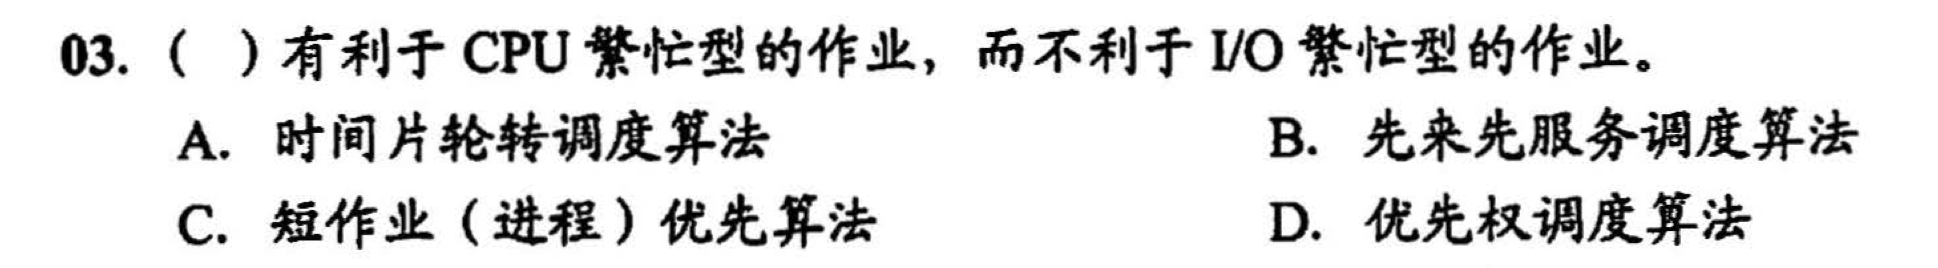 03. （ ）有利于 CPU 繁忙型的作业，而不利于 I/O 繁忙型的作业。
A. 时间片轮转调度算法 B. 先来先服务调度算法
C. 短作业（进程）优先算法 D. 优先权调度算法